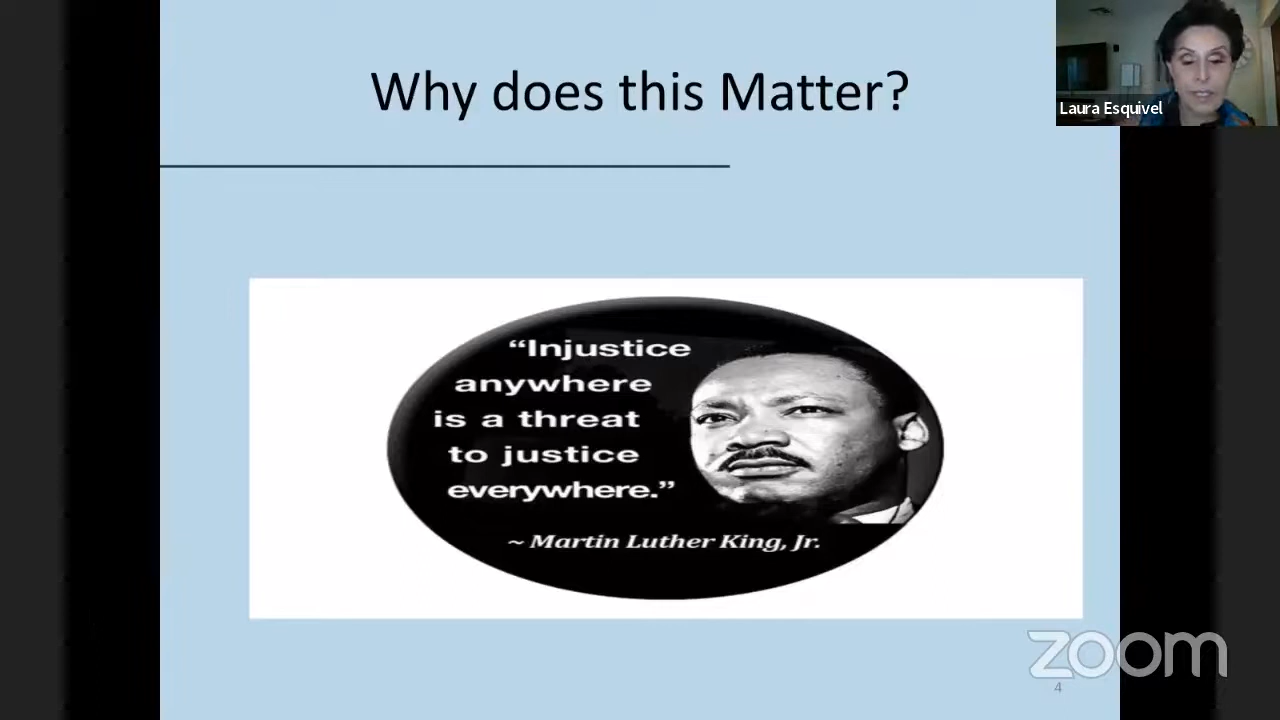 Why does this Matter?
Laura Esquivel
“Injustice
anywhere
is a threat
to justice
everywhere.”
~ Martin Luther King, Jr.
zoom
4